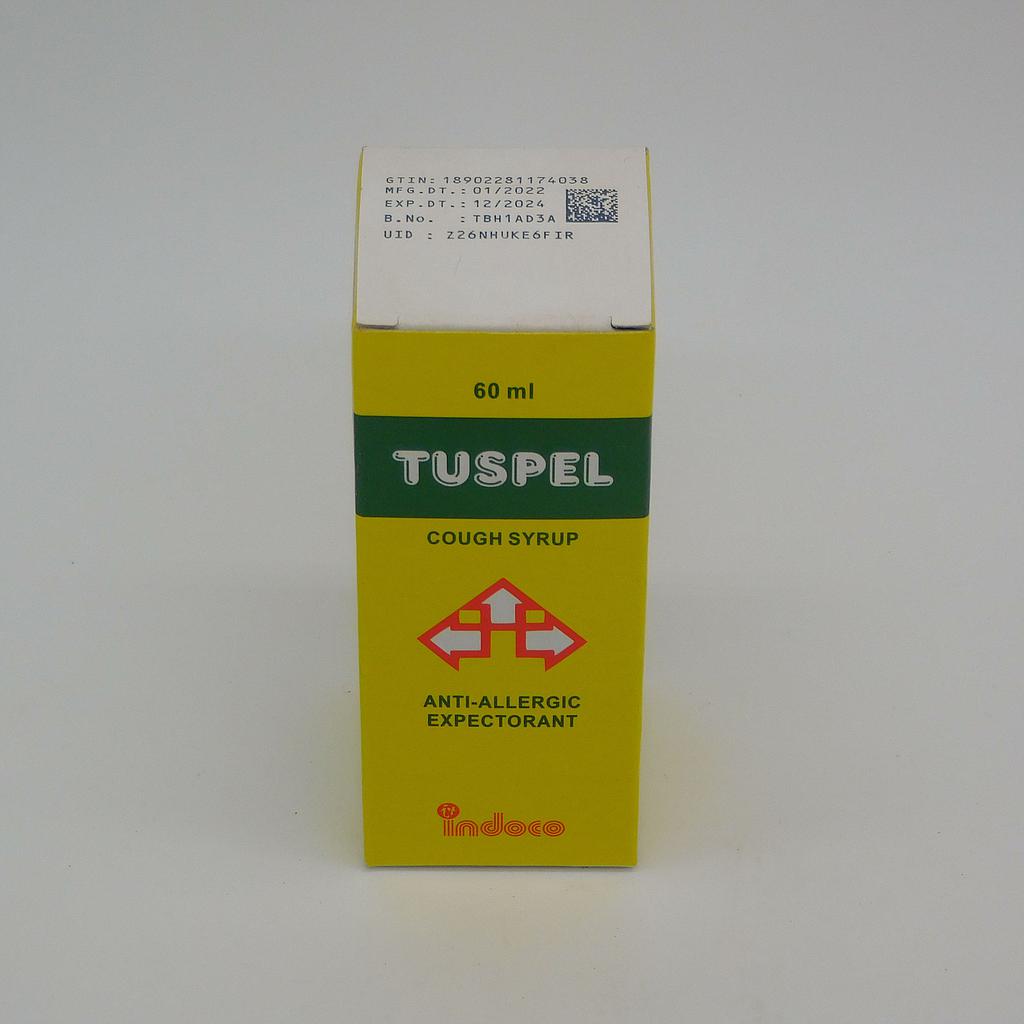 GTIN: 18902281174038
MFG.DT.: 01/2022
EXP.DT.: 12/2024
B.No. : TBH1AD3A
UID : Z26NHUKE6FIR
60 ml
TUSPEL
COUGH SYRUP
ANTI-ALLERGIC
EXPECTORANT
indoco